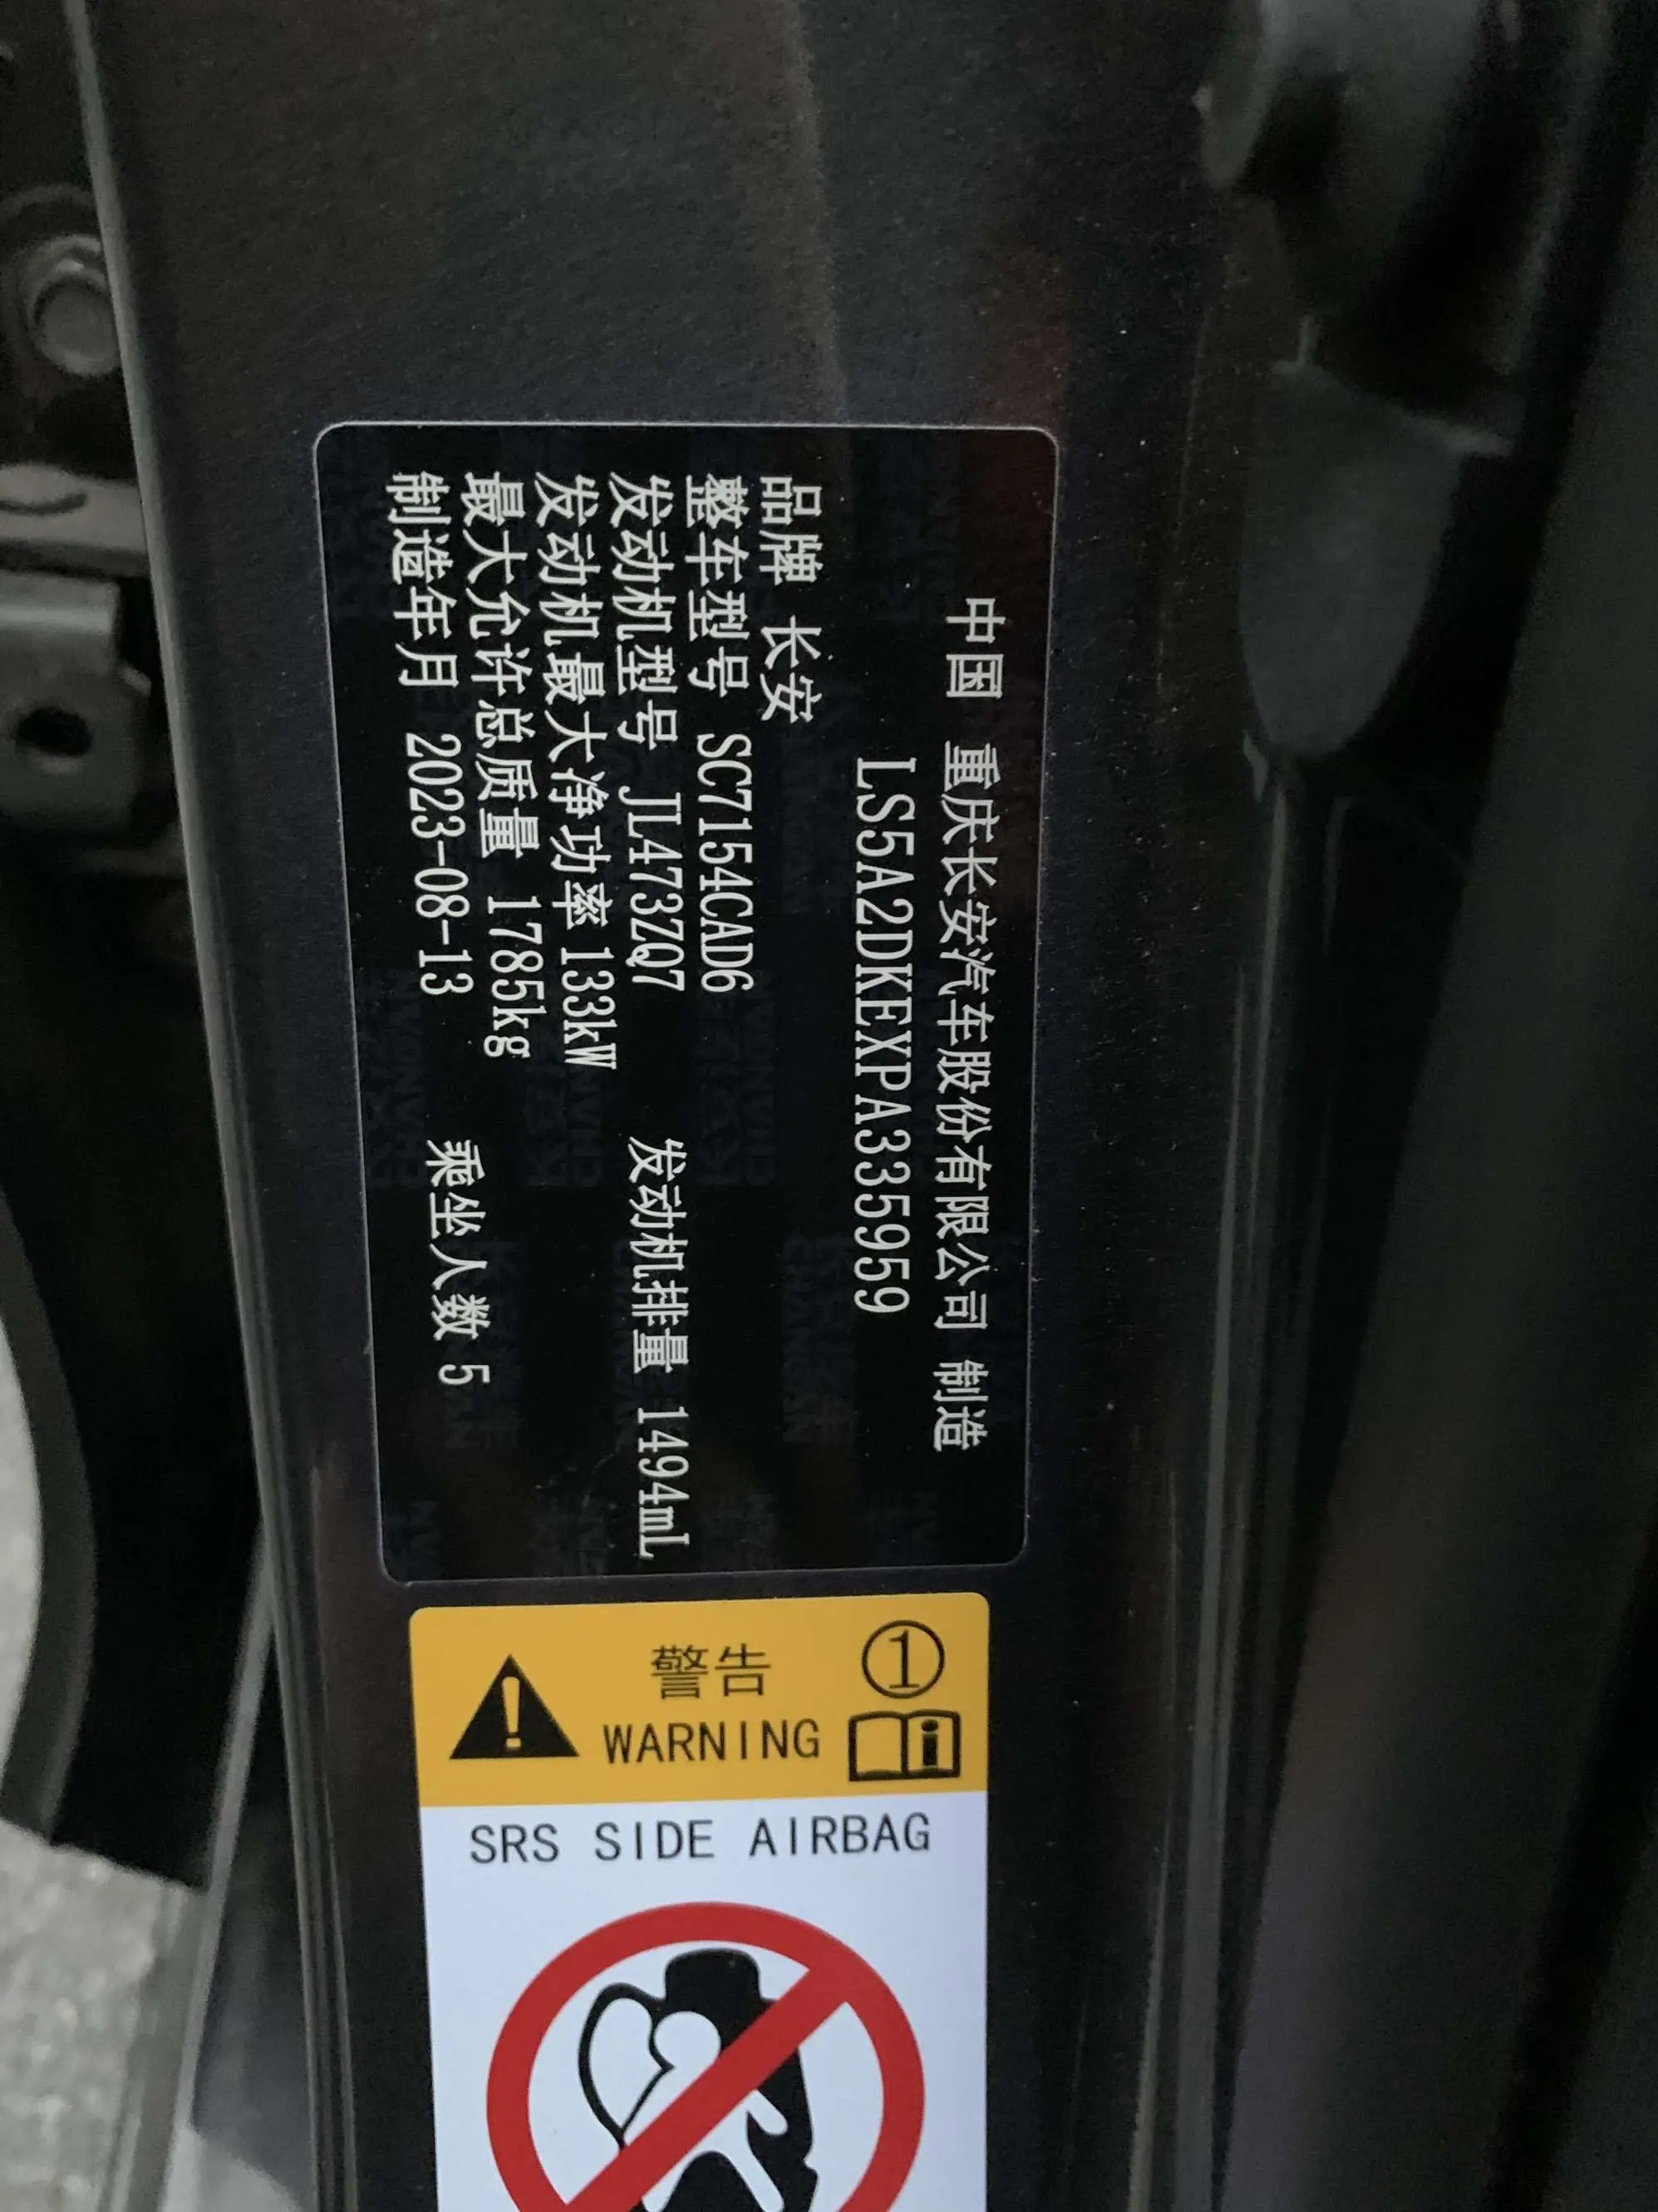 中国 重庆长安汽车股份有限公司 制造
LS5A2DKEXPA335959
品牌 长安
整车型号 SC7154CAD6
发动机型号 JL473ZQ7 发动机排量 1494mL
发动机最大净功率 133kW
最大允许总质量 1785kg
制造年月 2023-08-13 乘坐人数 5
警告 ①
WARNING
SRS SIDE AIRBAG